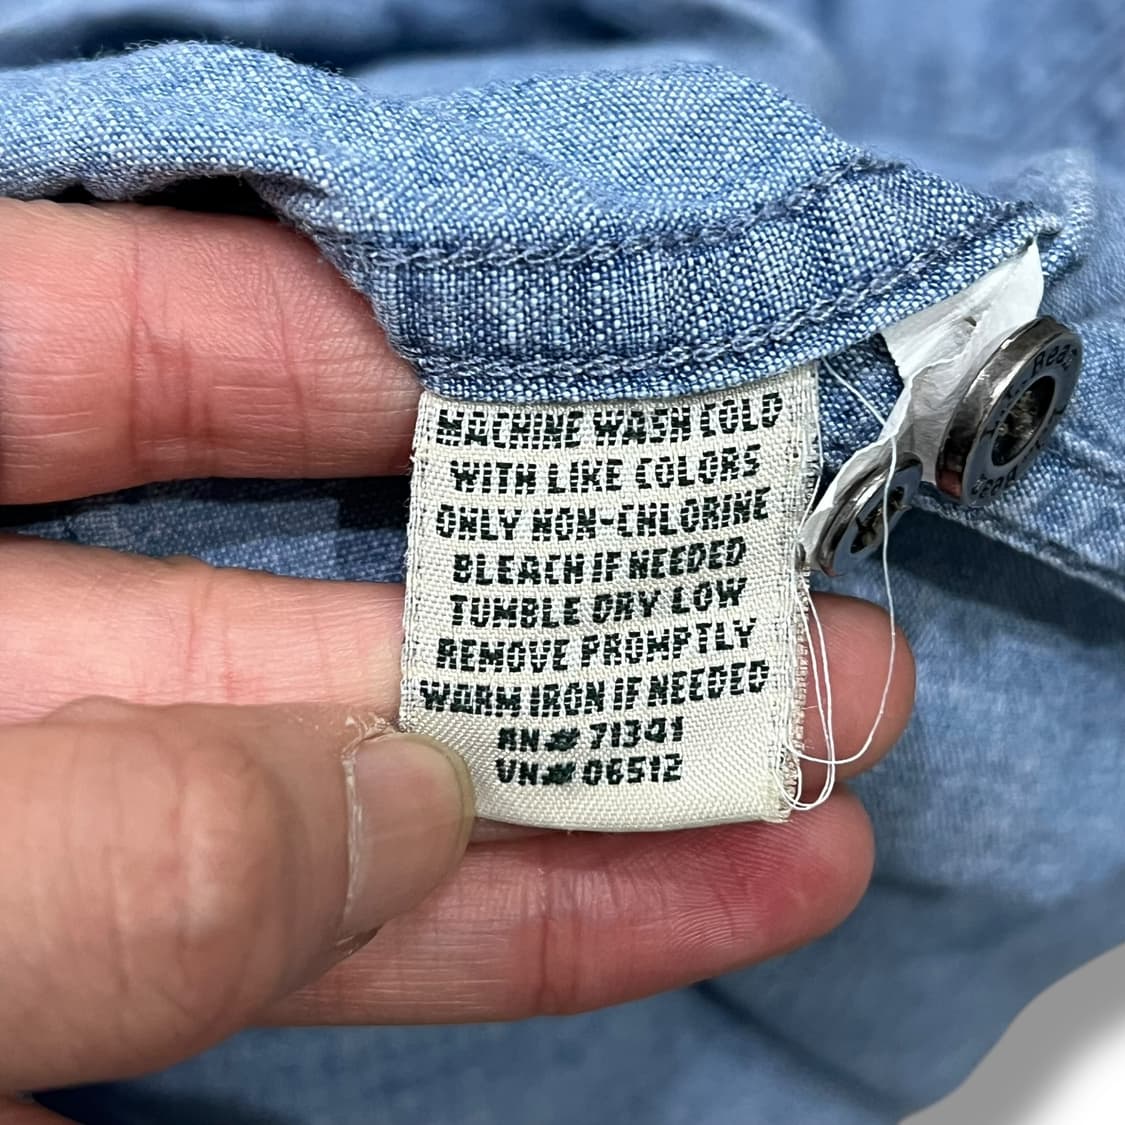 MACHINE WASH COLD
WITH LIKE COLORS
ONLY NON-CHLORINE
BLEACH IF NEEDED
TUMBLE DRY LOW
REMOVE PROMPTLY
WARM IRON IF NEEDED
RN# 71341
VN# 06512